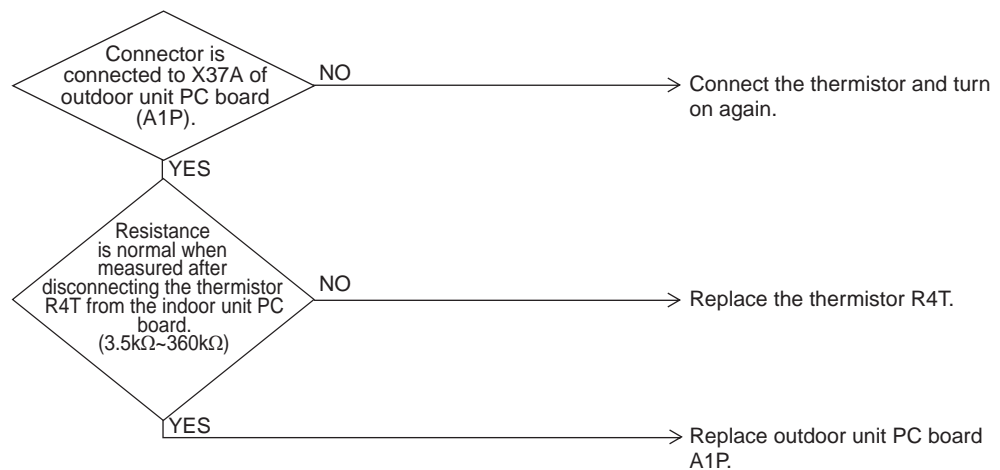 Connector is
connected to X37A of
outdoor unit PC board
(A1P).
NO
Connect the thermistor and turn
on again.
YES
Resistance
is normal when
measured after
disconnecting the thermistor
R4T from the indoor unit PC
board.
(3.5kΩ~360kΩ)
NO
Replace the thermistor R4T.
YES
Replace outdoor unit PC board
A1P.